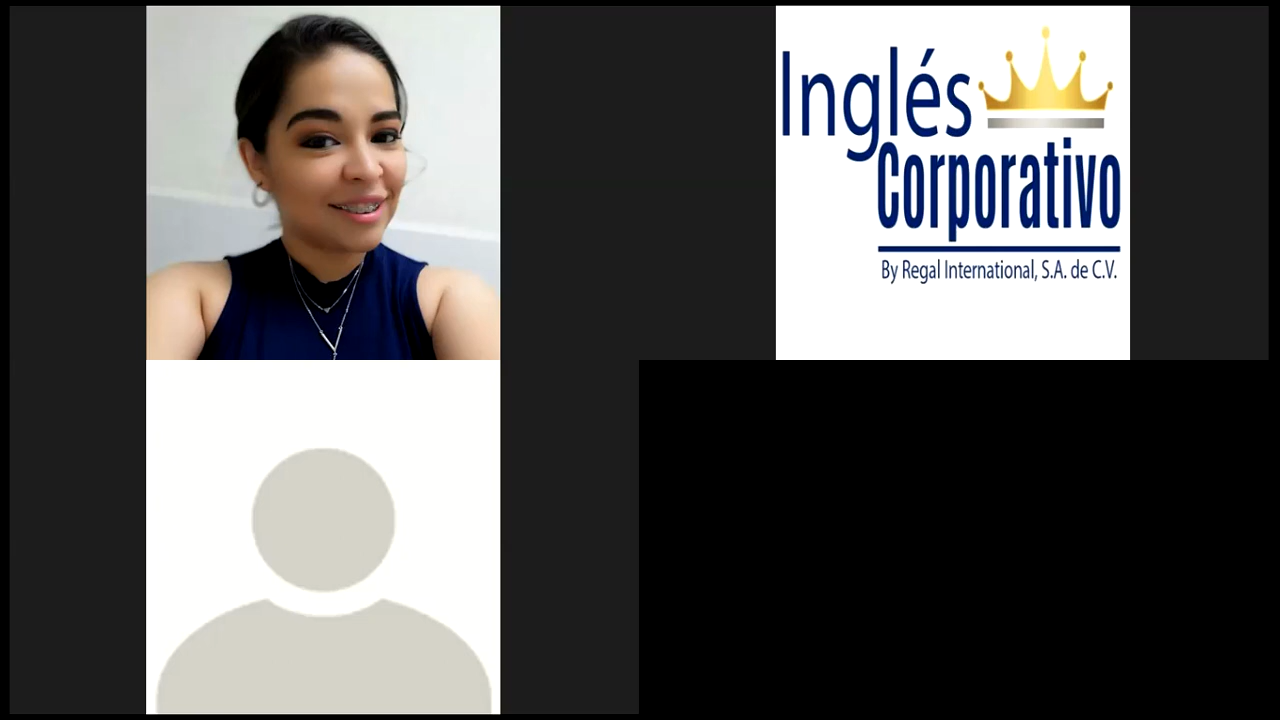 Inglés
Corporativo
By Regal International, S.A. de C.V.